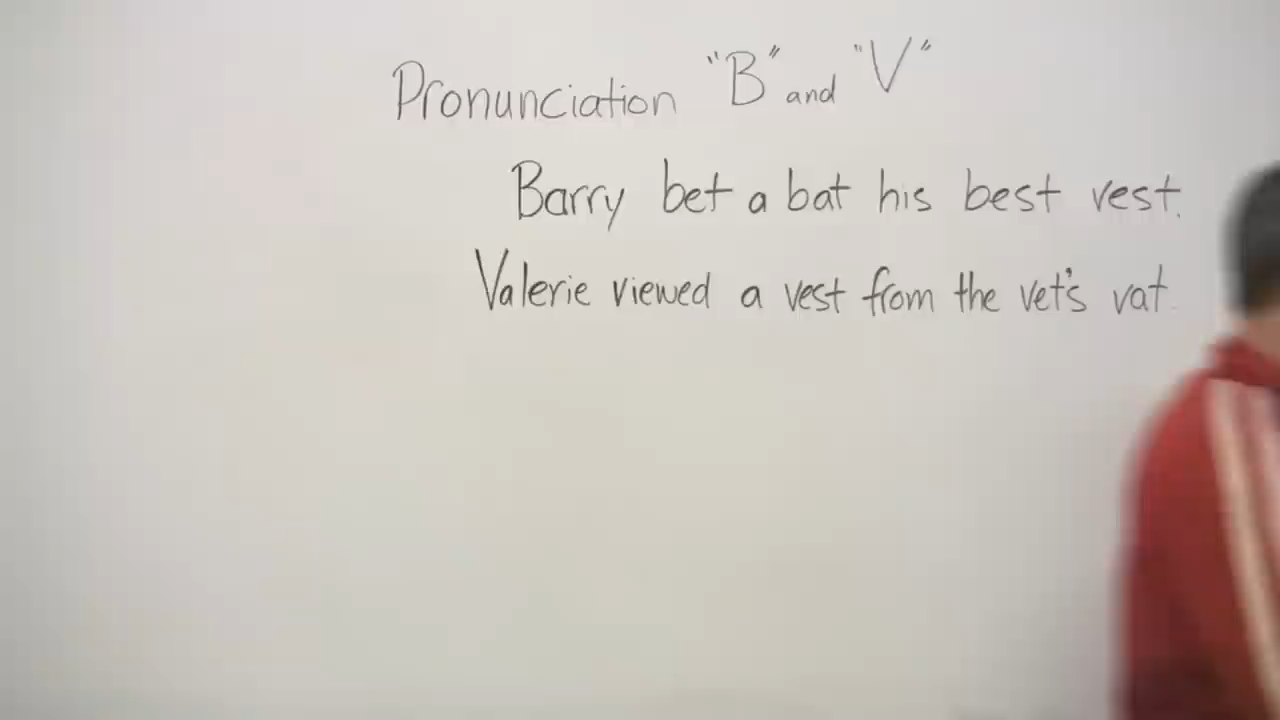 Pronunciation "B" and "V"
Barry bet a bat his best vest.
Valerie viewed a vest from the vet's vat.